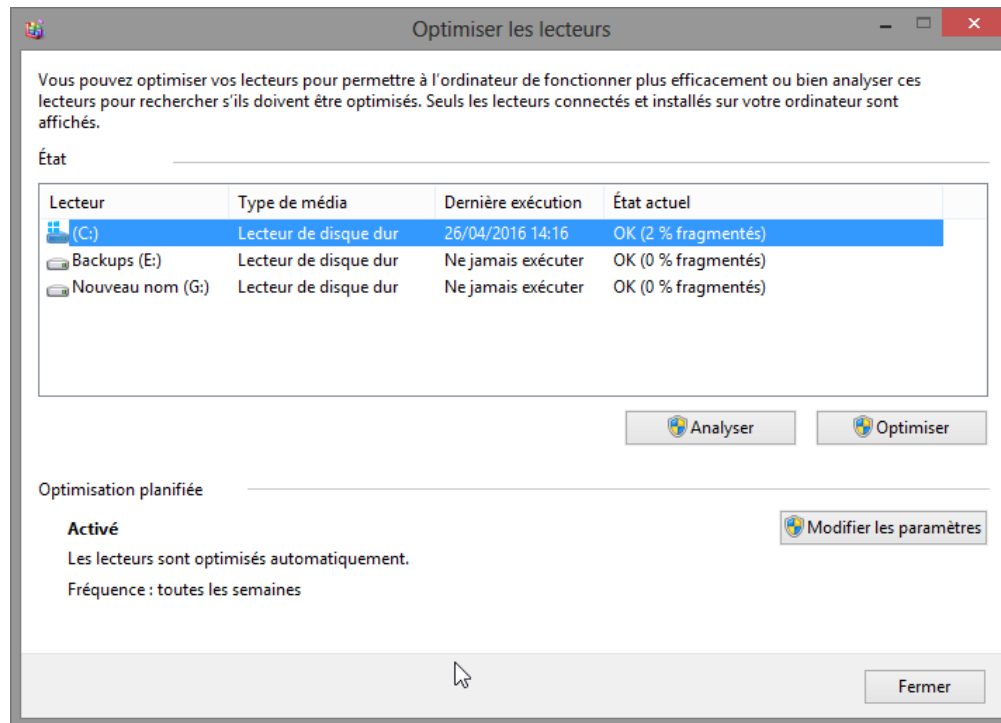 Optimiser les lecteurs
Vous pouvez optimiser vos lecteurs pour permettre à l'ordinateur de fonctionner plus efficacement ou bien analyser ces
lecteurs pour rechercher s'ils doivent être optimisés. Seuls les lecteurs connectés et installés sur votre ordinateur sont
affichés.
État
Lecteur Type de média Dernière exécution État actuel
(C:) Lecteur de disque dur 26/04/2016 14:16 OK (2 % fragmentés)
Backups (E:) Lecteur de disque dur Ne jamais exécuter OK (0 % fragmentés)
Nouveau nom (G:) Lecteur de disque dur Ne jamais exécuter OK (0 % fragmentés)
Analyser Optimiser
Optimisation planifiée
Activé
Modifier les paramètres
Les lecteurs sont optimisés automatiquement.
Fréquence : toutes les semaines
Fermer